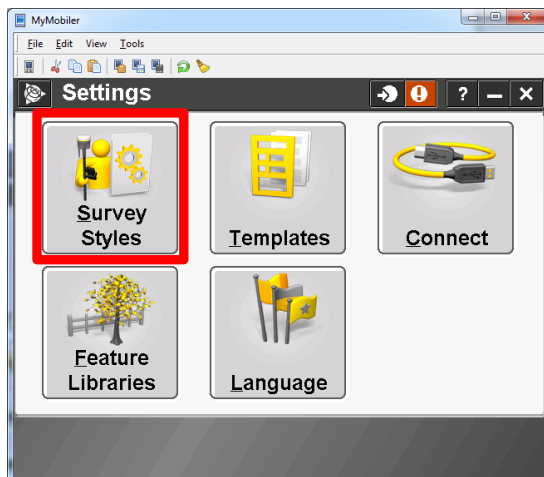 MyMobiler
File Edit View Tools
Settings
?
Survey
Styles
Templates
Connect
Feature
Libraries
Language